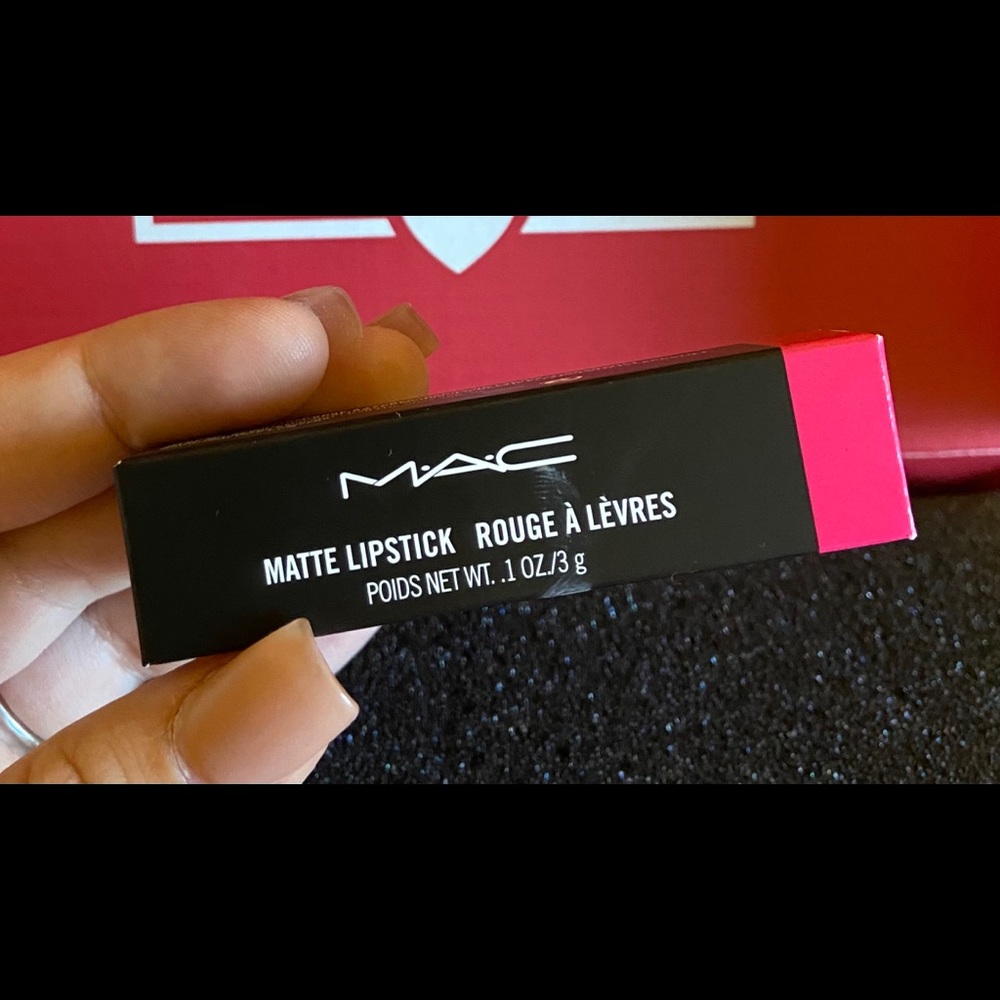 M·A·C
MATTE LIPSTICK ROUGE À LÈVRES
POIDS NET WT. .1 OZ./3 g